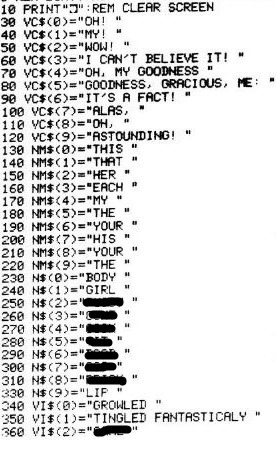 10 PRINT"":REM CLEAR SCREEN
30 VC$(0)="OH! "
40 VC$(1)="MY! "
50 VC$(2)="WOW! "
60 VC$(3)="I CAN'T BELIEVE IT! "
70 VC$(4)="OH, MY GOODNESS "
80 VC$(5)="GOODNESS, GRACIOUS, ME: "
90 VC$(6)="IT'S A FACT! "
100 VC$(7)="ALAS, "
110 VC$(8)="OH, "
120 VC$(9)="ASTOUNDING! "
130 NM$(0)="THIS "
140 NM$(1)="THAT "
150 NM$(2)="HER "
160 NM$(3)="EACH "
170 NM$(4)="MY "
180 NM$(5)="THE "
190 NM$(6)="YOUR "
200 NM$(7)="HIS "
210 NM$(8)="YOUR "
220 NM$(9)="THE "
230 N$(0)="BODY "
240 N$(1)="GIRL "
250 N$(2)=" "
260 N$(3)=" "
270 N$(4)=" "
280 N$(5)=" "
290 N$(6)=" "
300 N$(7)=" "
310 N$(8)=" "
330 N$(9)="LIP "
340 VI$(0)="GROWLED "
350 VI$(1)="TINGLED FANTASTICALY "
360 VI$(2)=" "